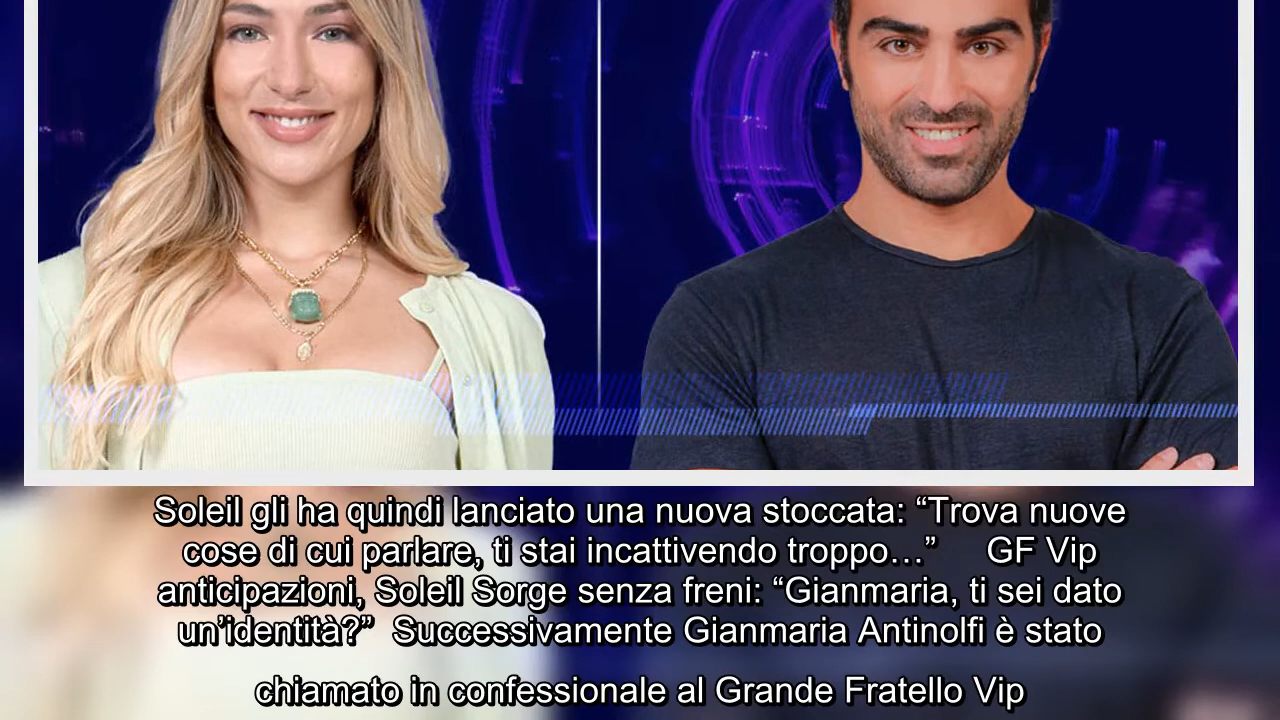 Soleil gli ha quindi lanciato una nuova stoccata: “Trova nuove
cose di cui parlare, ti stai incattivendo troppo…” GF Vip
anticipazioni, Soleil Sorge senza freni: “Gianmaria, ti sei dato
un’identità?” Successivamente Gianmaria Antinolfi è stato
chiamato in confessionale al Grande Fratello Vip